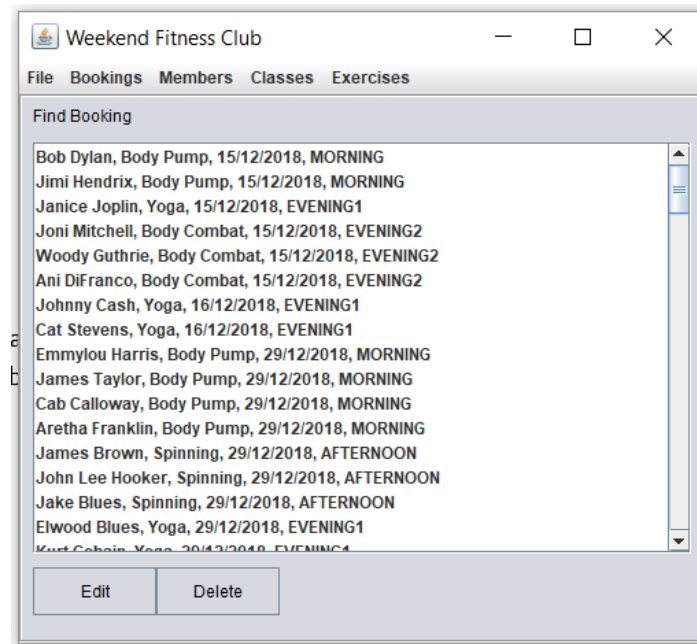 Weekend Fitness Club
File Bookings Members Classes Exercises
Find Booking
Bob Dylan, Body Pump, 15/12/2018, MORNING
Jimi Hendrix, Body Pump, 15/12/2018, MORNING
Janice Joplin, Yoga, 15/12/2018, EVENING1
Joni Mitchell, Body Combat, 15/12/2018, EVENING2
Woody Guthrie, Body Combat, 15/12/2018, EVENING2
Ani DiFranco, Body Combat, 15/12/2018, EVENING2
Johnny Cash, Yoga, 16/12/2018, EVENING1
Cat Stevens, Yoga, 16/12/2018, EVENING1
Emmylou Harris, Body Pump, 29/12/2018, MORNING
James Taylor, Body Pump, 29/12/2018, MORNING
Cab Calloway, Body Pump, 29/12/2018, MORNING
Aretha Franklin, Body Pump, 29/12/2018, MORNING
James Brown, Spinning, 29/12/2018, AFTERNOON
John Lee Hooker, Spinning, 29/12/2018, AFTERNOON
Jake Blues, Spinning, 29/12/2018, AFTERNOON
Elwood Blues, Yoga, 29/12/2018, EVENING1
Kurt Cobain, Yoga, 29/12/2018, EVENING1
Edit Delete